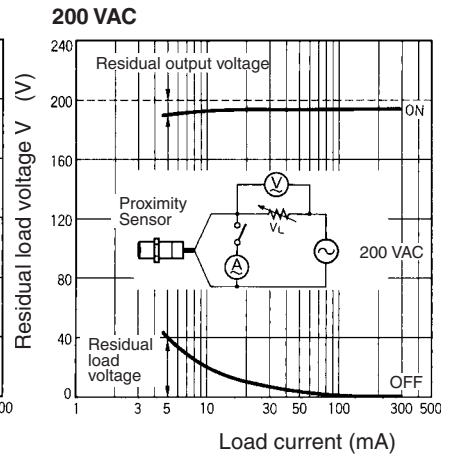 200 VAC
Residual load voltage V (V)
240
200
160
120
80
40
0
Residual output voltage
ON
Proximity
Sensor
V
VL
A
200 VAC
Residual
load
voltage
OFF
00
1 3 5 10 30 50 100 300 500
Load current (mA)